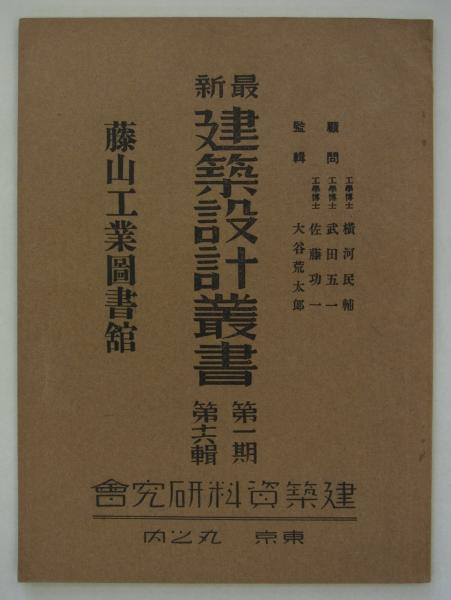 顧問
工學博士 橫河民輔
工學博士 武田五一
工學博士 佐藤功一
監輯 大谷荒太郎
最新
建築設計叢書
第一期
第六輯
藤山工業圖書舘
建築資料研究會
東京 丸之内